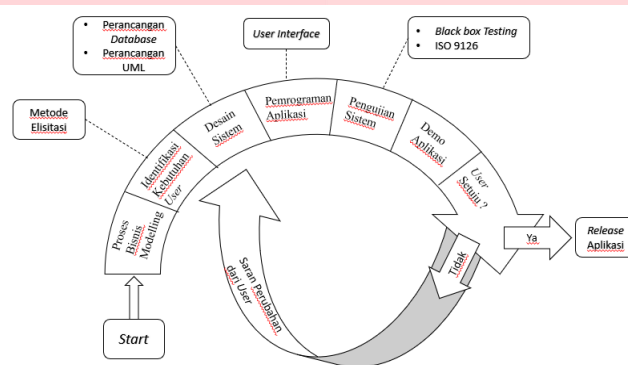 • Perancangan
Database
• Perancangan
UML
User Interface
• Black box Testing
• ISO 9126
Metode
Elisitasi
Proses
Bisnis
Modelling
Identifikasi
Kebutuhan
User
Desain
Sistem
Pemrograman
Aplikasi
Pengujian
Sistem
Demo
Aplikasi
User
Setuju ?
Ya
Release
Aplikasi
Tidak
Saran Perubahan
dari User
Start